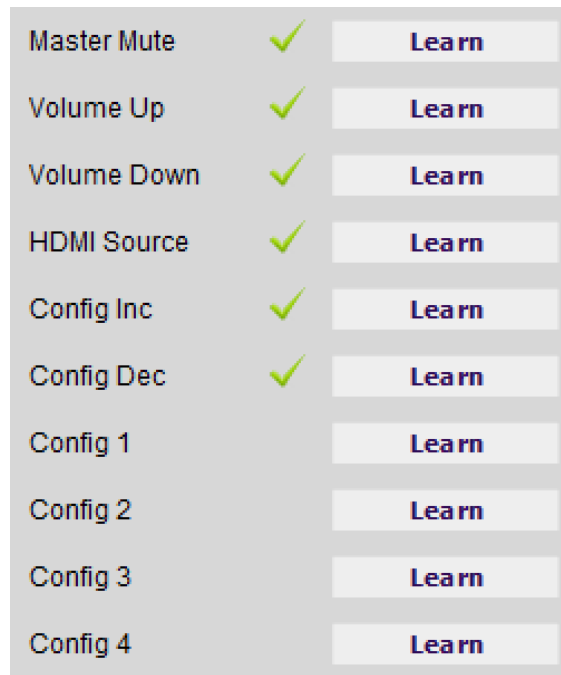 Master Mute Learn
Volume Up Learn
Volume Down Learn
HDMI Source Learn
Config Inc Learn
Config Dec Learn
Config 1 Learn
Config 2 Learn
Config 3 Learn
Config 4 Learn